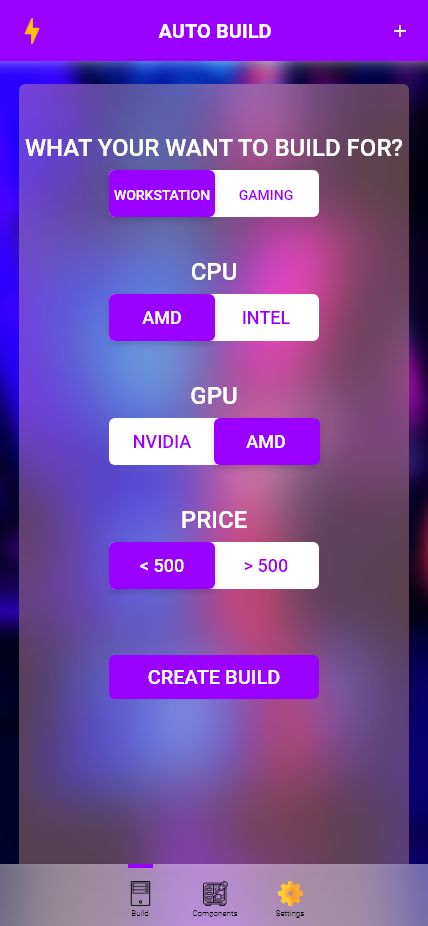 AUTO BUILD +
WHAT YOUR WANT TO BUILD FOR?
WORKSTATION GAMING
CPU
AMD INTEL
GPU
NVIDIA AMD
PRICE
< 500 > 500
CREATE BUILD
Build Components Settings